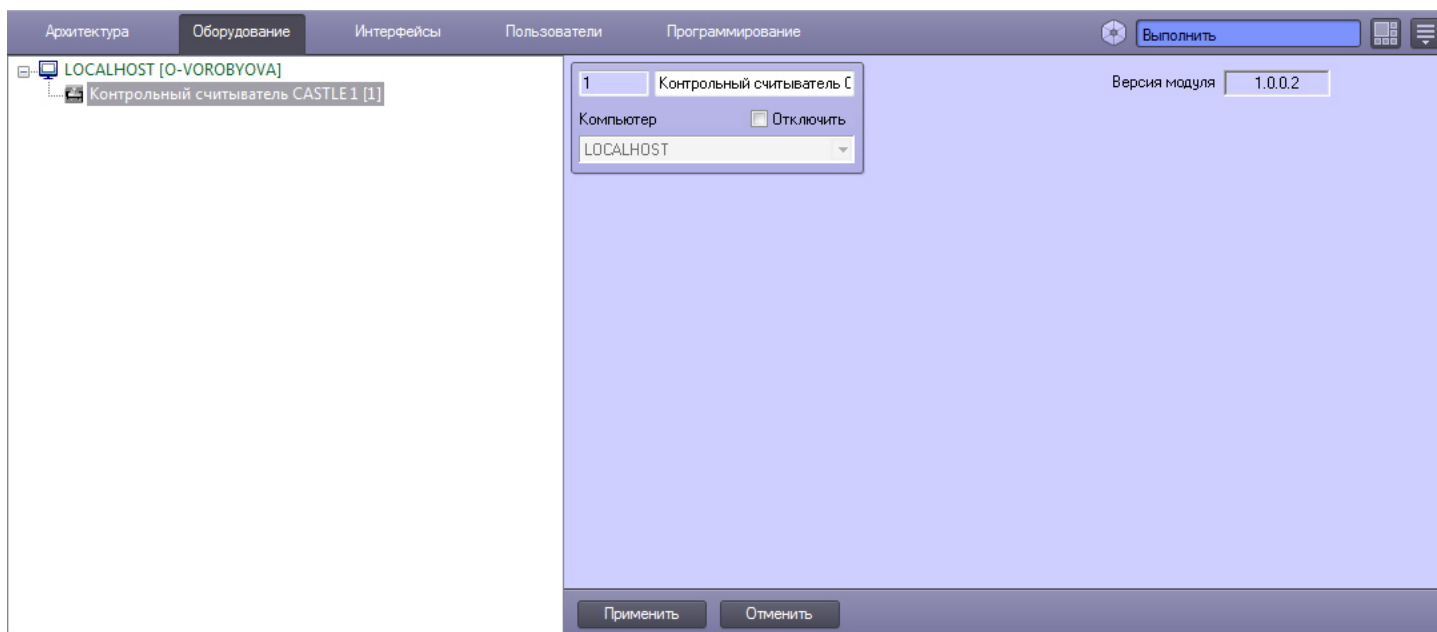 Архитектура Оборудование Интерфейсы Пользователи Программирование Выполнить
LOCALHOST [O-VOROBYOVA]
Контрольный считыватель CASTLE 1 [1]
1 Контрольный считыватель C
Версия модуля 1.0.0.2
Компьютер Отключить
LOCALHOST
Применить Отменить